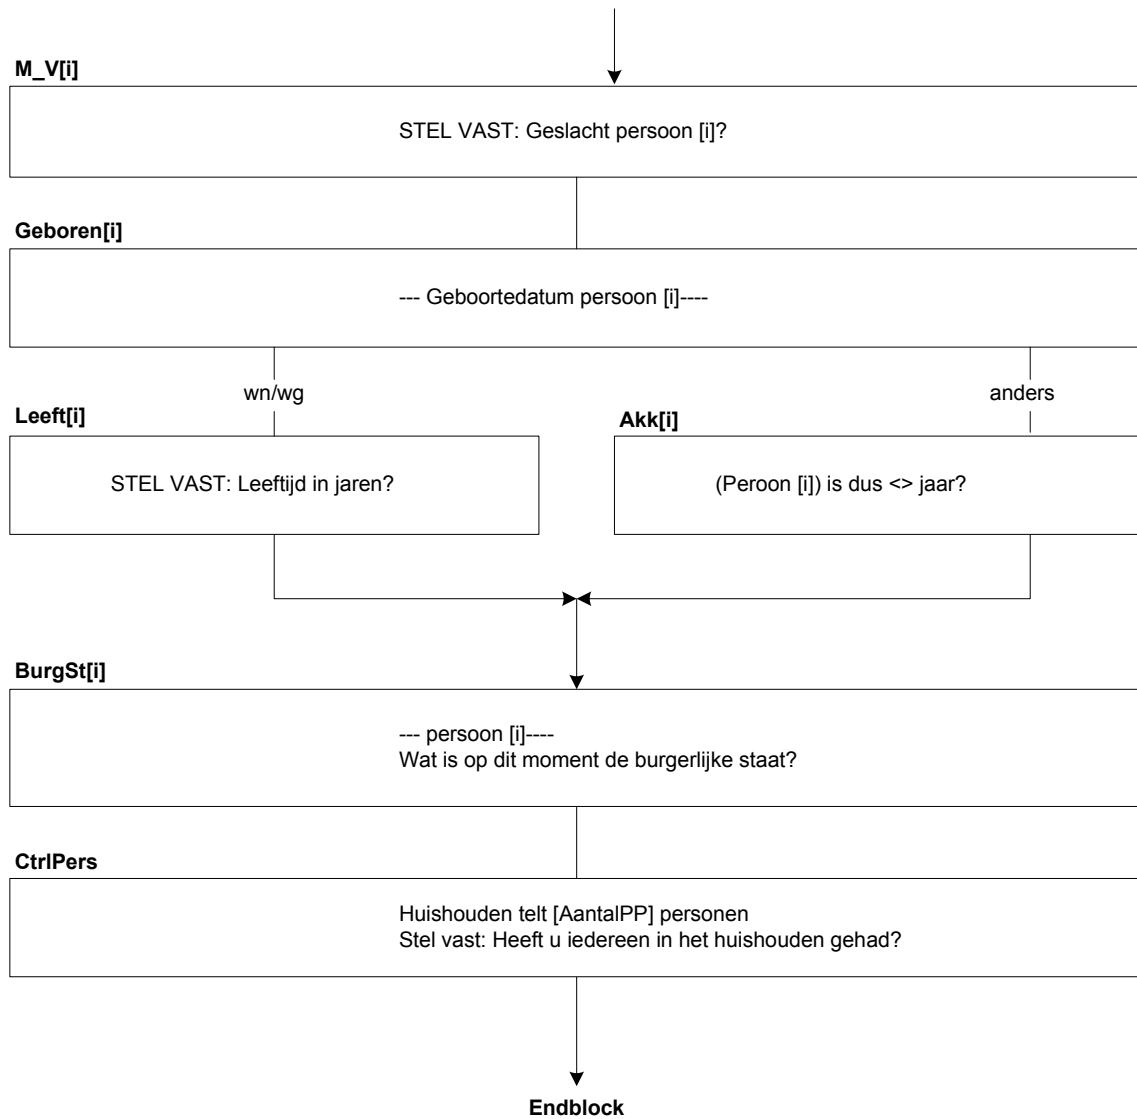 M_V[i]
STEL VAST: Geslacht persoon [i]?
Geboren[i]
--- Geboortedatum persoon [i]----
wn/wg
anders
Leeft[i]
Akk[i]
STEL VAST: Leeftijd in jaren?
(Peroon [i]) is dus <> jaar?
BurgSt[i]
--- persoon [i]----
Wat is op dit moment de burgerlijke staat?
CtrlPers
Huishouden telt [AantalPP] personen
Stel vast: Heeft u iedereen in het huishouden gehad?
Endblock